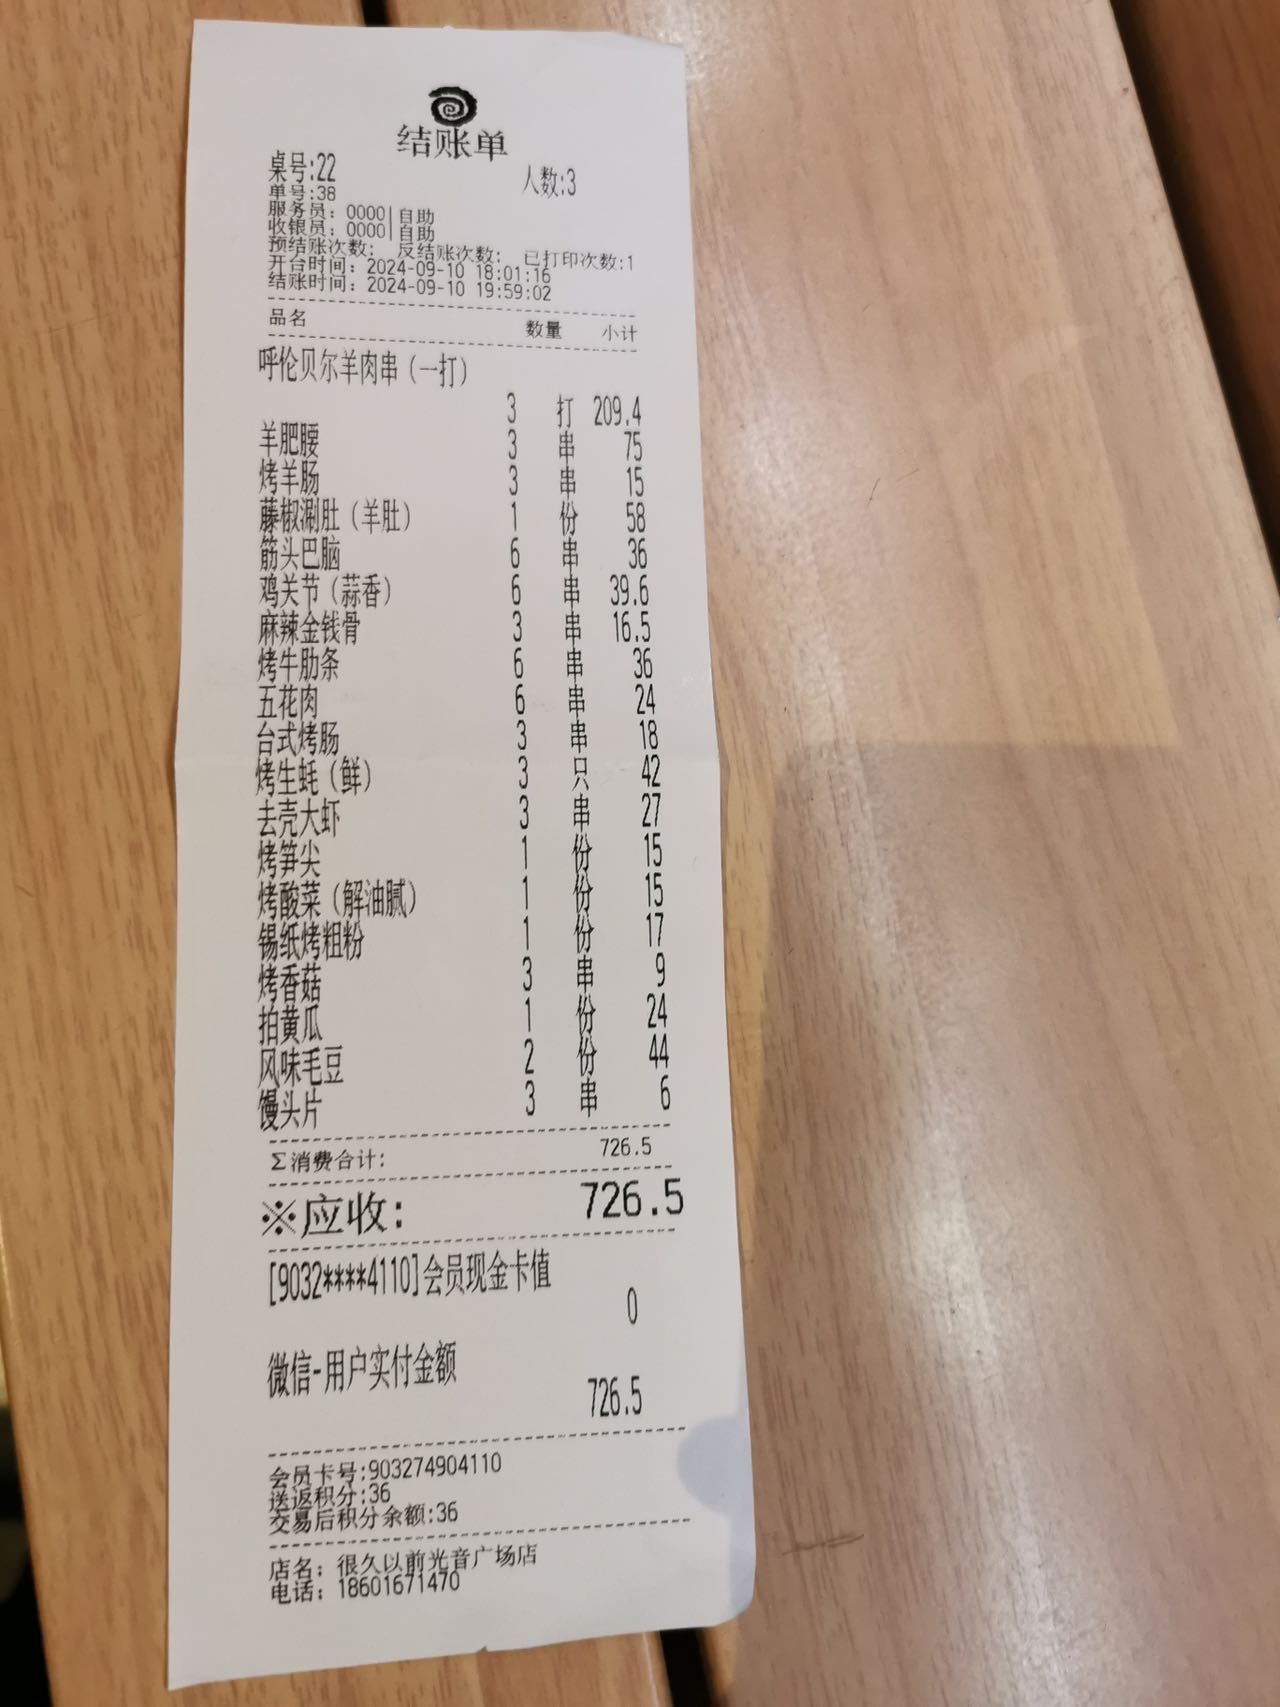 结账单
桌号:22 人数:3
单号:38
服务员: 0000|自助
收银员: 0000|自助
预结账次数: 反结账次数: 已打印次数:1
开台时间: 2024-09-10 18:01:16
结账时间: 2024-09-10 19:59:02
品名 数量 小计
呼伦贝尔羊肉串(一打)
3 打 209.4
羊肥腰 3 串 75
烤羊肠 3 串 15
藤椒涮肚(羊肚) 1 份 58
筋头巴脑 6 串 36
鸡关节(蒜香) 6 串 39.6
麻辣金钱骨 3 串 16.5
烤牛肋条 6 串 36
五花肉 6 串 24
台式烤肠 3 串 18
烤生蚝(鲜) 3 只 42
去壳大虾 3 串 27
烤笋尖 1 份 15
烤酸菜(解油腻) 1 份 15
锡纸烤粗粉 1 份 17
烤香菇 3 串 9
拍黄瓜 1 份 24
风味毛豆 2 份 44
馒头片 3 串 6
Σ消费合计: 726.5
※应收: 726.5
[9032****4110]会员现金卡值
0
微信-用户实付金额
726.5
会员卡号:903274904110
送返积分:36
交易后积分余额:36
店名: 很久以前光音广场店
电话: 18601671470